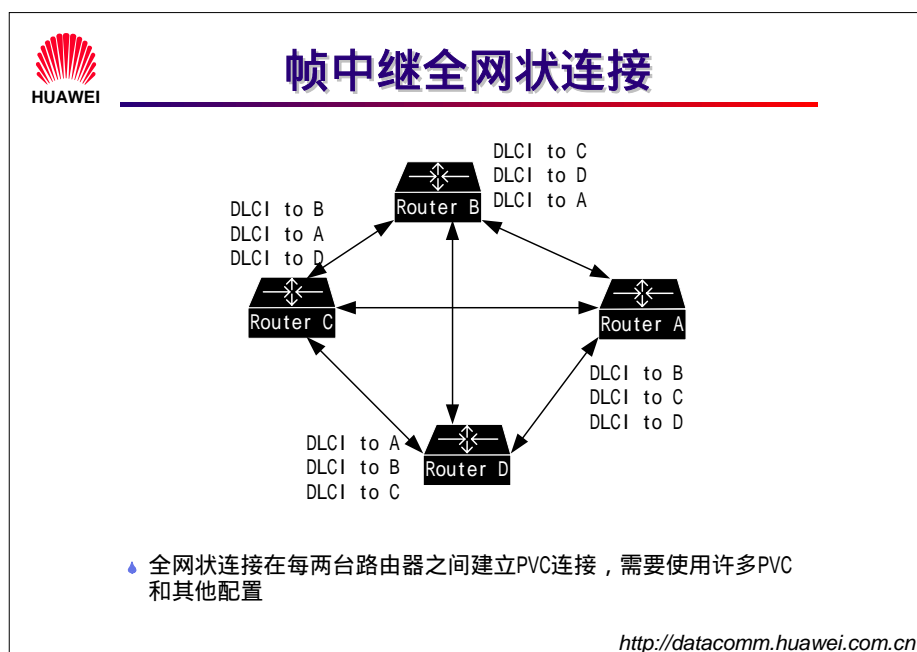 HUAWEI
帧中继全网状连接
DLCI to C
DLCI to D
DLCI to A
Router B
DLCI to B
DLCI to A
DLCI to D
Router C
Router A
DLCI to B
DLCI to C
DLCI to D
DLCI to A
DLCI to B
DLCI to C
Router D
全网状连接在每两台路由器之间建立PVC连接，需要使用许多PVC
和其他配置
http://datacomm.huawei.com.cn